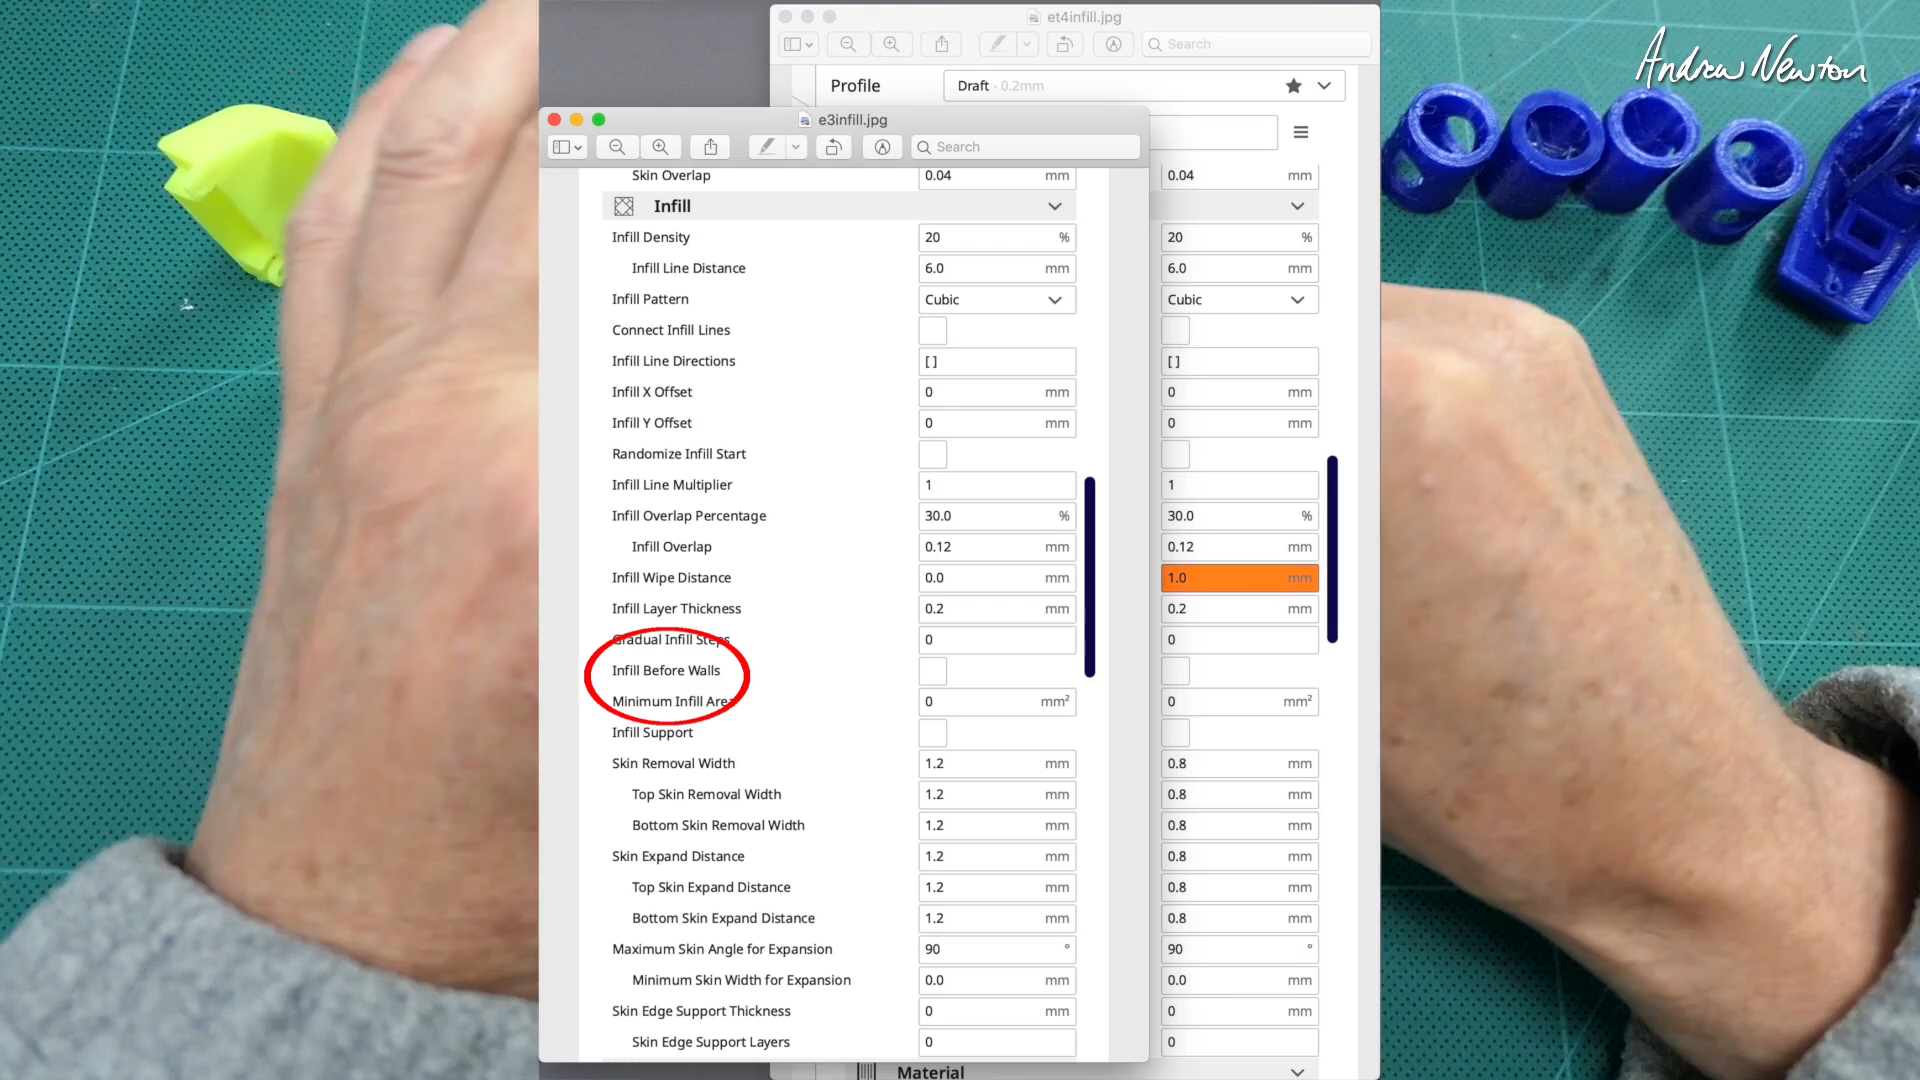 et4infill.jpg
Search
Andrew Newton
Profile
Draft - 0.2mm
e3infill.jpg
Search
Skin Overlap 0.04 mm 0.04 mm
Infill
Infill Density 20 % 20 %
Infill Line Distance 6.0 mm 6.0 mm
Infill Pattern Cubic Cubic
Connect Infill Lines
Infill Line Directions [ ] [ ]
Infill X Offset 0 mm 0 mm
Infill Y Offset 0 mm 0 mm
Randomize Infill Start
Infill Line Multiplier 1 1
Infill Overlap Percentage 30.0 % 30.0 %
Infill Overlap 0.12 mm 0.12 mm
Infill Wipe Distance 0.0 mm 1.0 mm
Infill Layer Thickness 0.2 mm 0.2 mm
Gradual Infill Steps 0 0
Infill Before Walls
Minimum Infill Area 0 mm² 0 mm²
Infill Support
Skin Removal Width 1.2 mm 0.8 mm
Top Skin Removal Width 1.2 mm 0.8 mm
Bottom Skin Removal Width 1.2 mm 0.8 mm
Skin Expand Distance 1.2 mm 0.8 mm
Top Skin Expand Distance 1.2 mm 0.8 mm
Bottom Skin Expand Distance 1.2 mm 0.8 mm
Maximum Skin Angle for Expansion 90 ° 90 °
Minimum Skin Width for Expansion 0.0 mm 0.0 mm
Skin Edge Support Thickness 0 mm 0 mm
Skin Edge Support Layers 0 0
Material